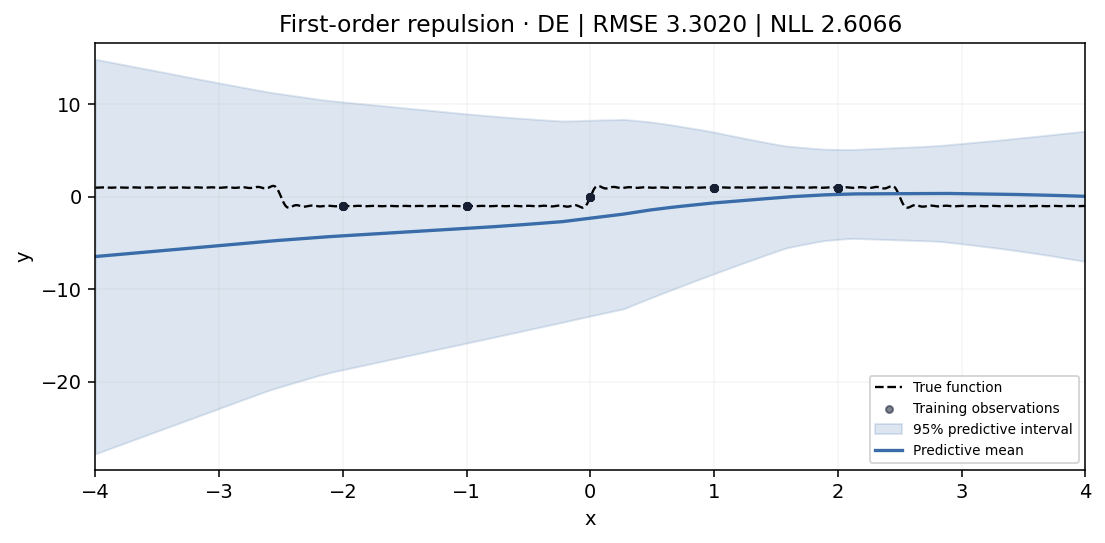 First-order repulsion · DE | RMSE 3.3020 | NLL 2.6066
10
0
−10
−20
y
−4
−3
−2
−1
0
1
2
3
4
x
True function
Training observations
95% predictive interval
Predictive mean